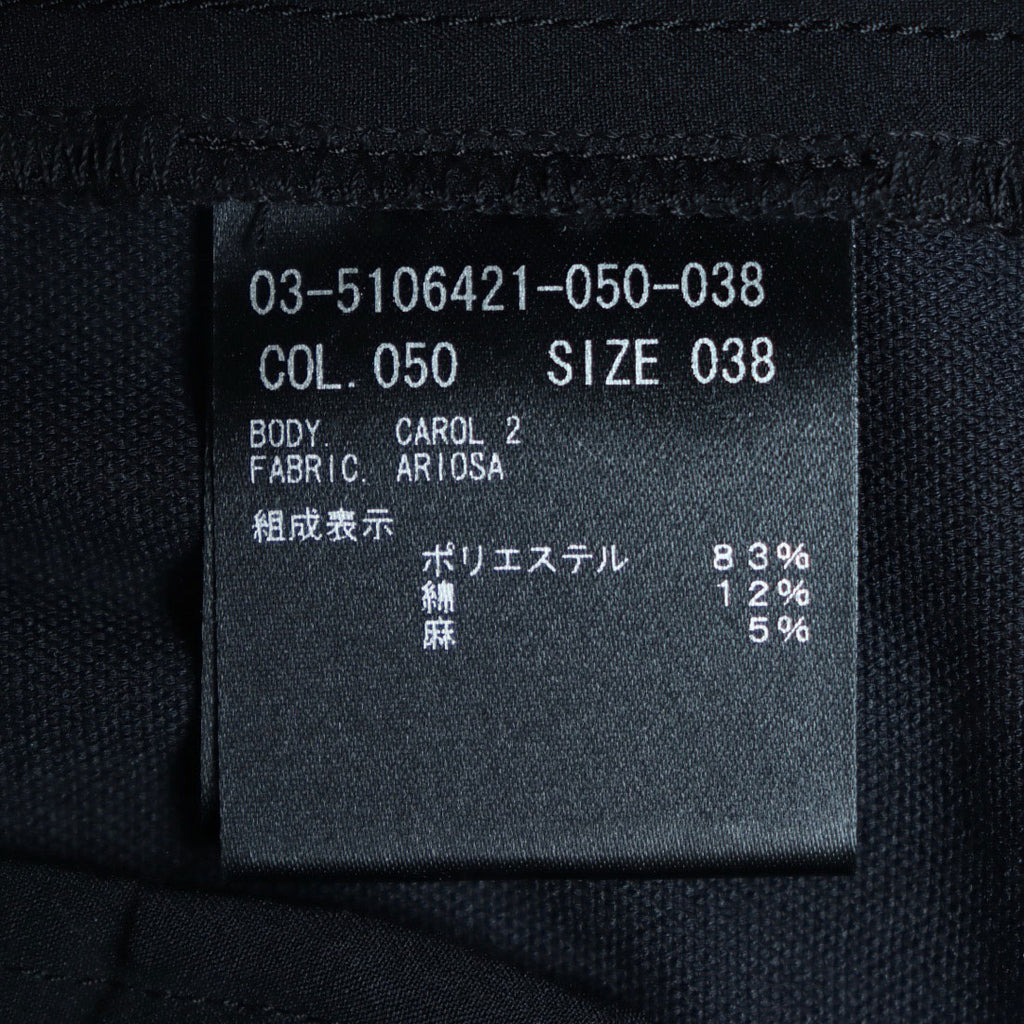 03-5106421-050-038
COL. 050 SIZE 038
BODY. CAROL 2
FABRIC. ARIOSA
組成表示
ポリエステル 83%
綿 12%
麻 5%